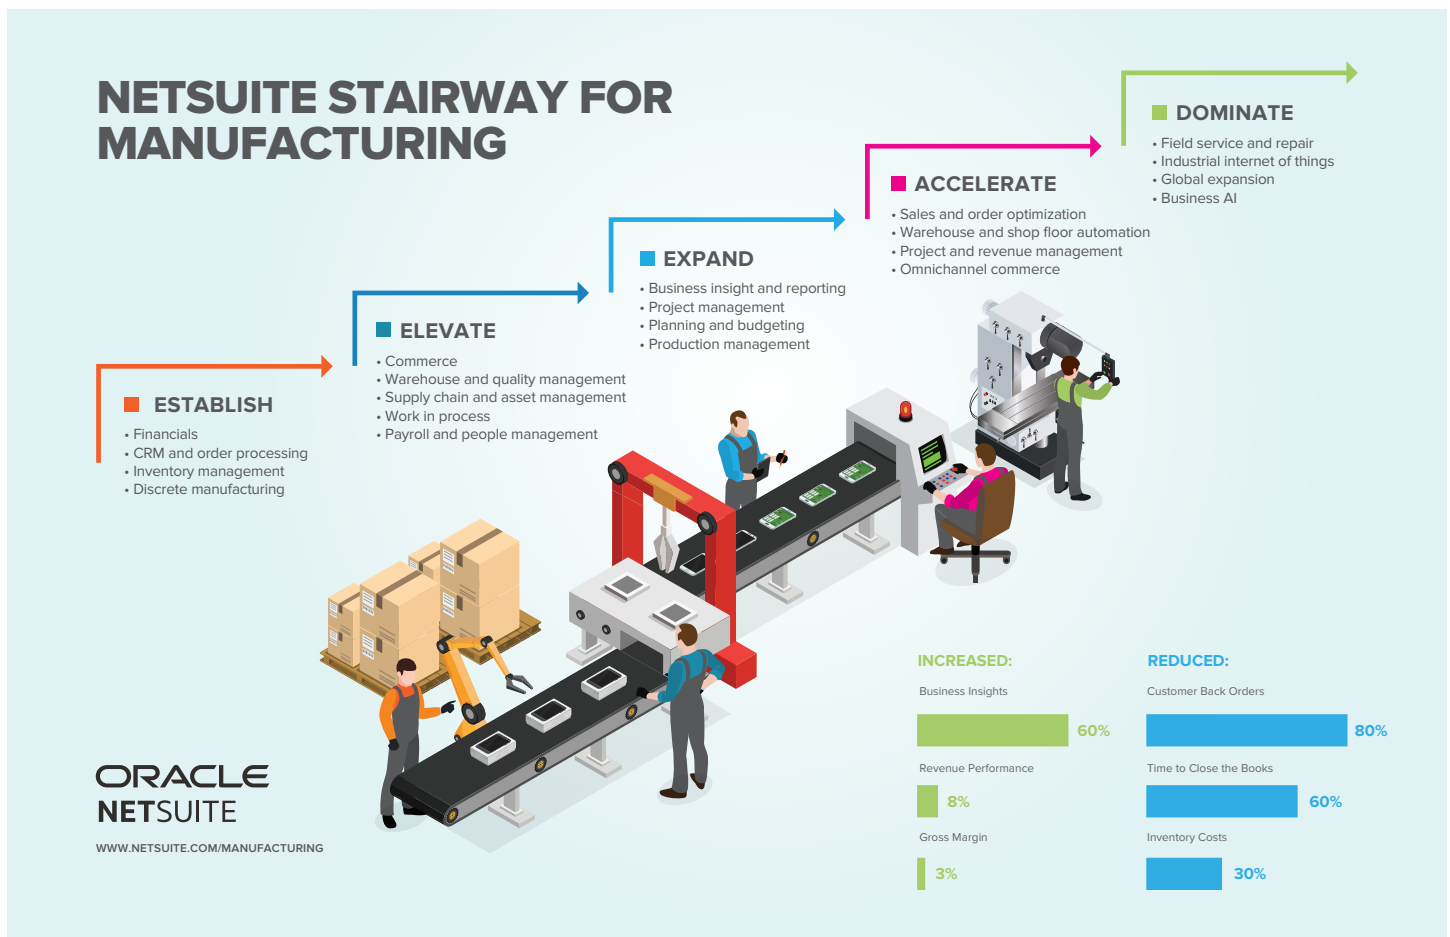 NETSUITE STAIRWAY FOR
MANUFACTURING
ESTABLISH
• Financials
• CRM and order processing
• Inventory management
• Discrete manufacturing
ELEVATE
• Commerce
• Warehouse and quality management
• Supply chain and asset management
• Work in process
• Payroll and people management
EXPAND
• Business insight and reporting
• Project management
• Planning and budgeting
• Production management
ACCELERATE
• Sales and order optimization
• Warehouse and shop floor automation
• Project and revenue management
• Omnichannel commerce
DOMINATE
• Field service and repair
• Industrial internet of things
• Global expansion
• Business AI
INCREASED:
Business Insights
60%
Revenue Performance
8%
Gross Margin
3%
REDUCED:
Customer Back Orders
80%
Time to Close the Books
60%
Inventory Costs
30%
ORACLE
NETSUITE
WWW.NETSUITE.COM/MANUFACTURING